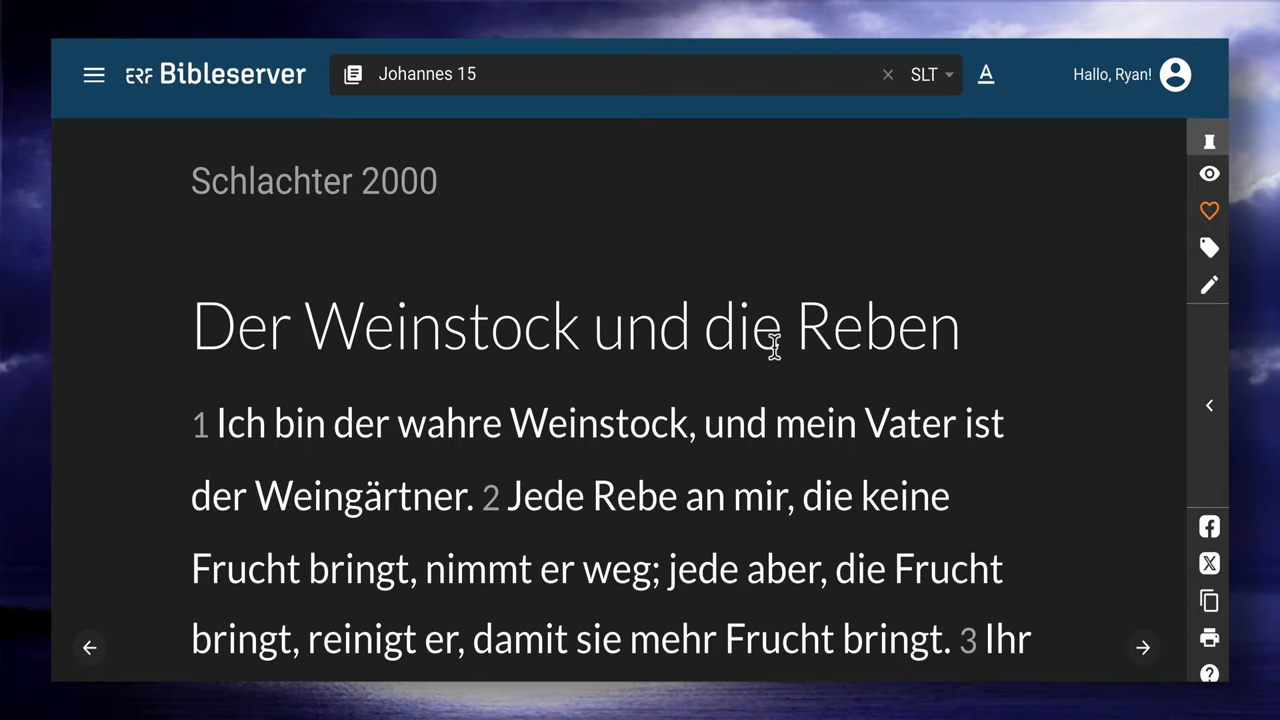 ERF Bibleserver
Johannes 15
SLT
A
Hallo, Ryan!
Schlachter 2000
Der Weinstock und die Reben
1 Ich bin der wahre Weinstock, und mein Vater ist
der Weingärtner. 2 Jede Rebe an mir, die keine
Frucht bringt, nimmt er weg; jede aber, die Frucht
bringt, reinigt er, damit sie mehr Frucht bringt. 3 Ihr